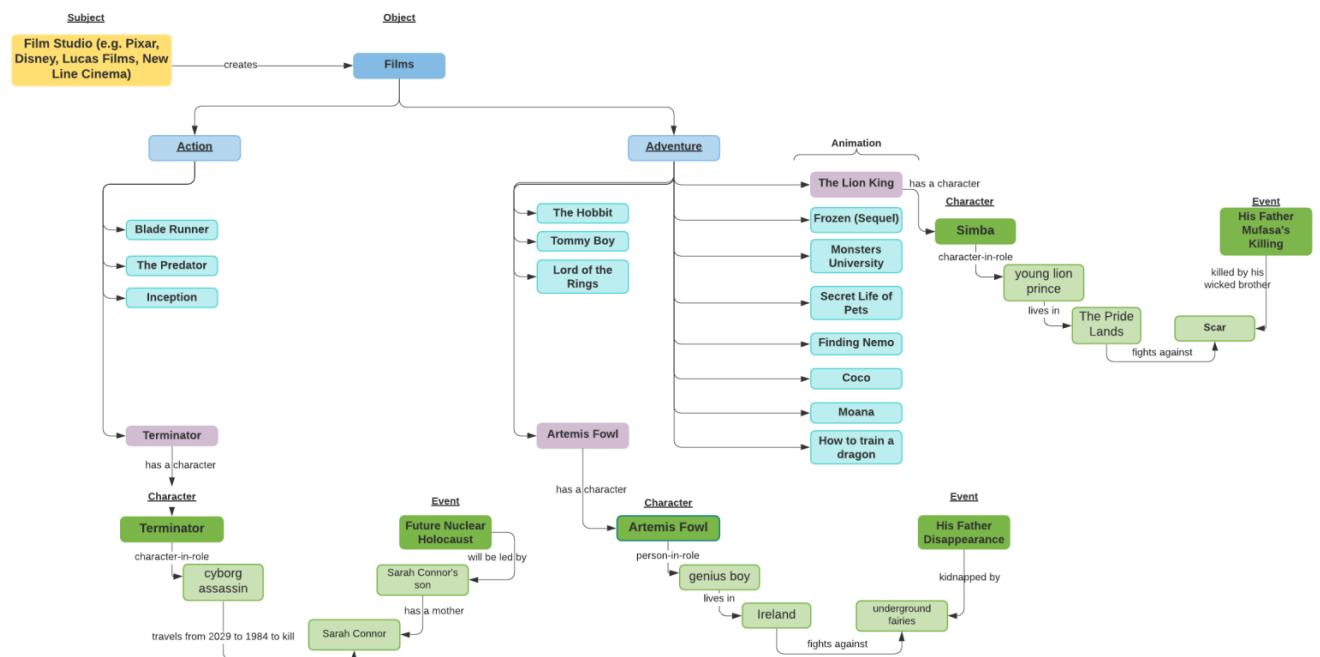 Subject
Object
Film Studio (e.g. Pixar,
Disney, Lucas Films, New
Line Cinema)
creates
Films
Action
Adventure
Animation
Blade Runner
The Predator
Inception
The Hobbit
Tommy Boy
Lord of the
Rings
The Lion King
has a character
Frozen (Sequel)
Monsters
University
Secret Life of
Pets
Finding Nemo
Coco
Moana
How to train a
dragon
Character
Simba
character-in-role
young lion
prince
lives in
The Pride
Lands
fights against
Event
His Father
Mufasa's
Killing
killed by his
wicked brother
Scar
Terminator
has a character
Character
Terminator
character-in-role
cyborg
assassin
travels from 2029 to 1984 to kill
Event
Future Nuclear
Holocaust
will be led by
Sarah Connor's
son
has a mother
Sarah Connor
Artemis Fowl
has a character
Character
Artemis Fowl
person-in-role
genius boy
lives in
Ireland
fights against
Event
His Father
Disappearance
kidnapped by
underground
fairies